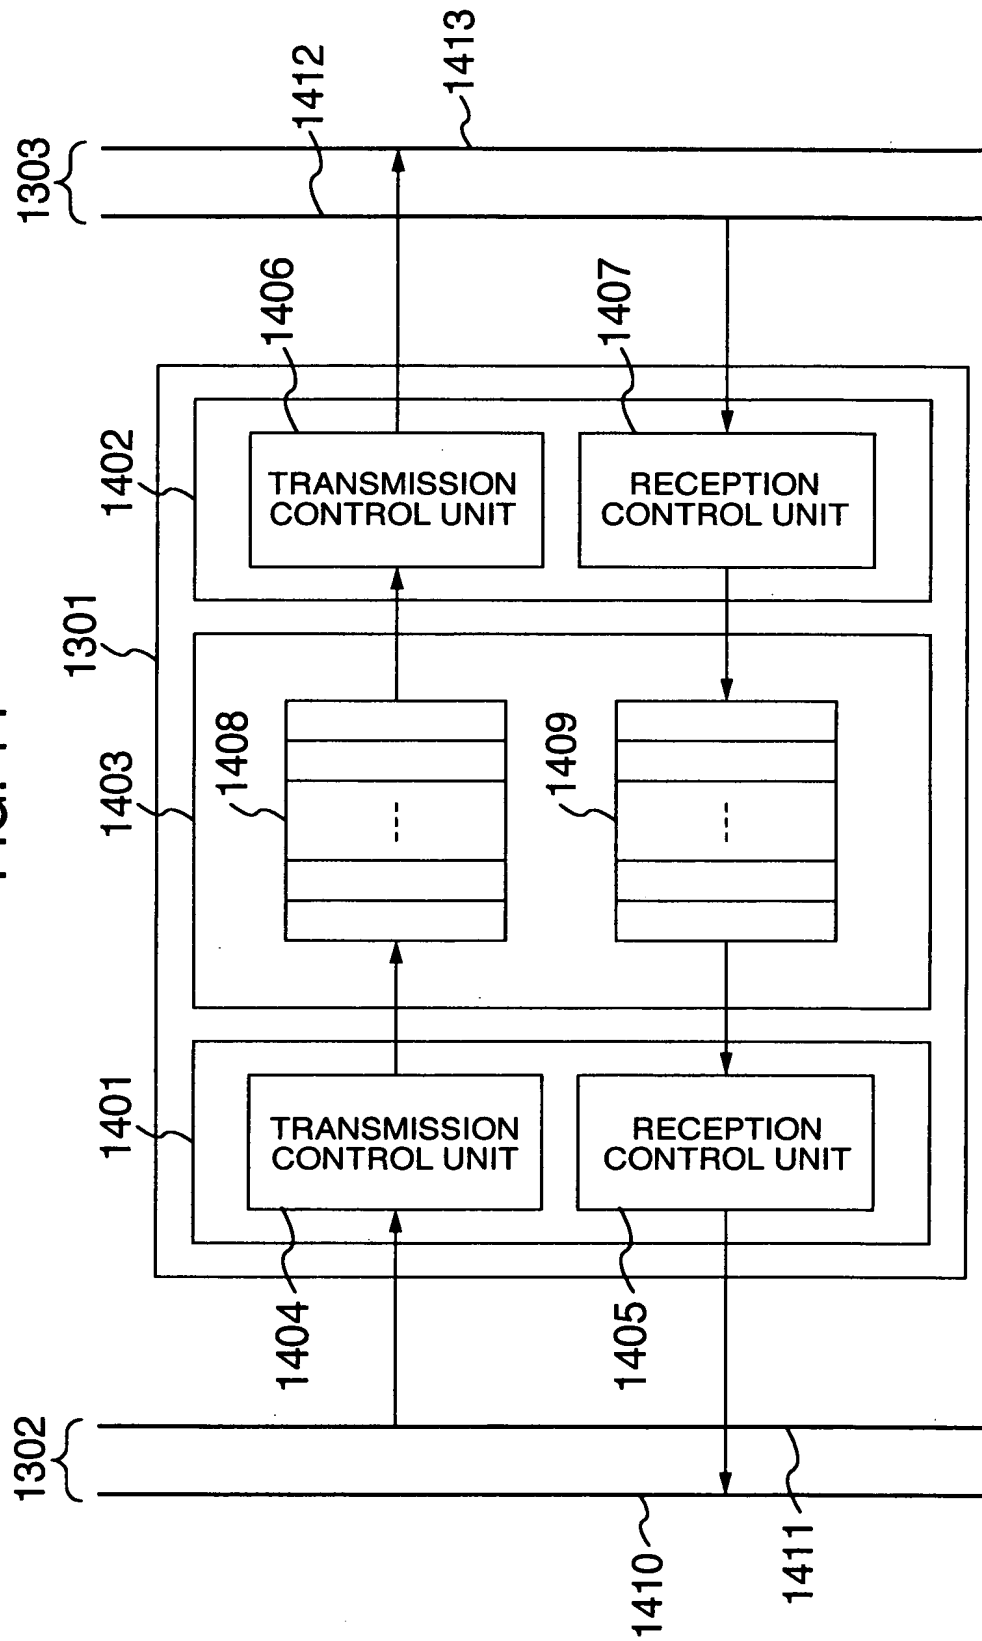 1302
1401
1403
1301
1402
1303
1412
1413
1404
1408
1406
TRANSMISSION
CONTROL UNIT
TRANSMISSION
CONTROL UNIT
1405
1409
1407
RECEPTION
CONTROL UNIT
RECEPTION
CONTROL UNIT
1410
1411